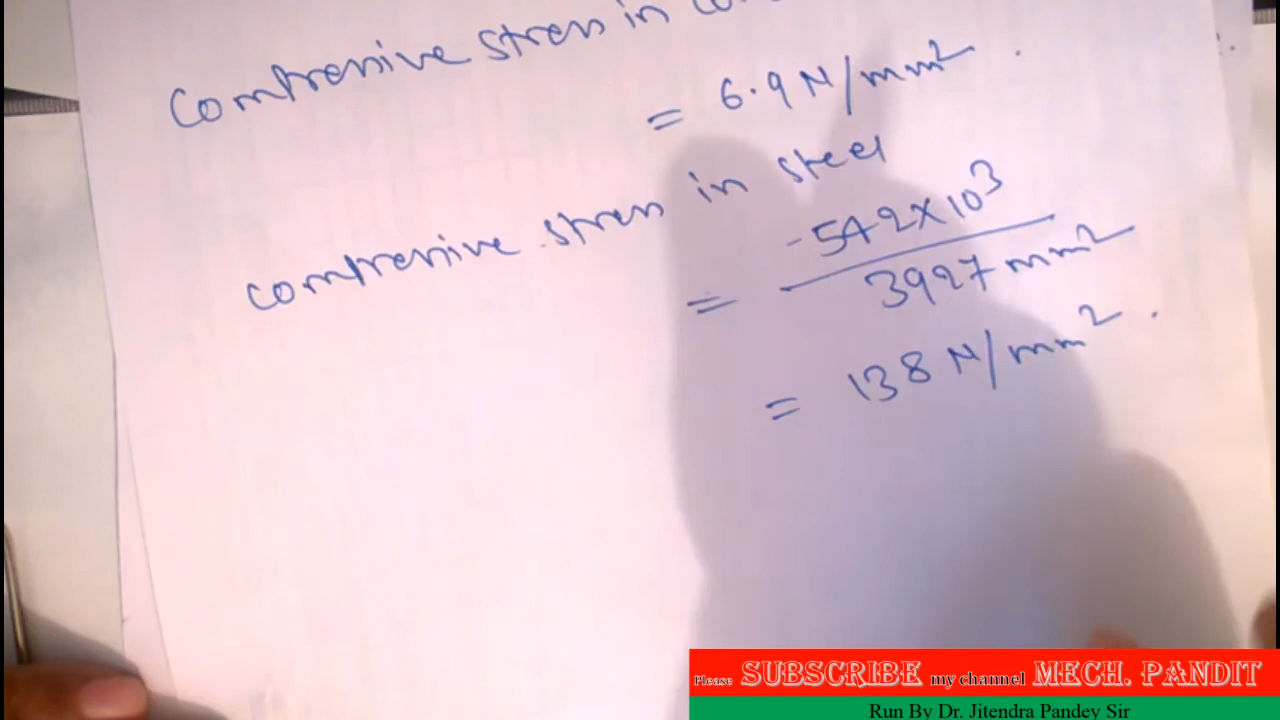 Compressive stress in co
= 6.9 N/mm²
compressive stress in steel
= 542×10³
3927 mm²
= 138 N/mm².
Please SUBSCRIBE my channel MECH. PANDIT
Run By Dr. Jitendra Pandey Sir